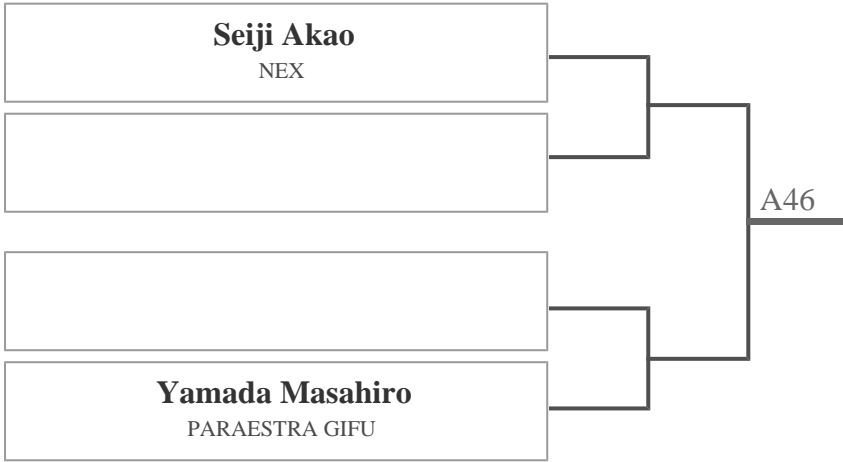 Seiji Akao
NEX
A46
Yamada Masahiro
PARAESTRA GIFU